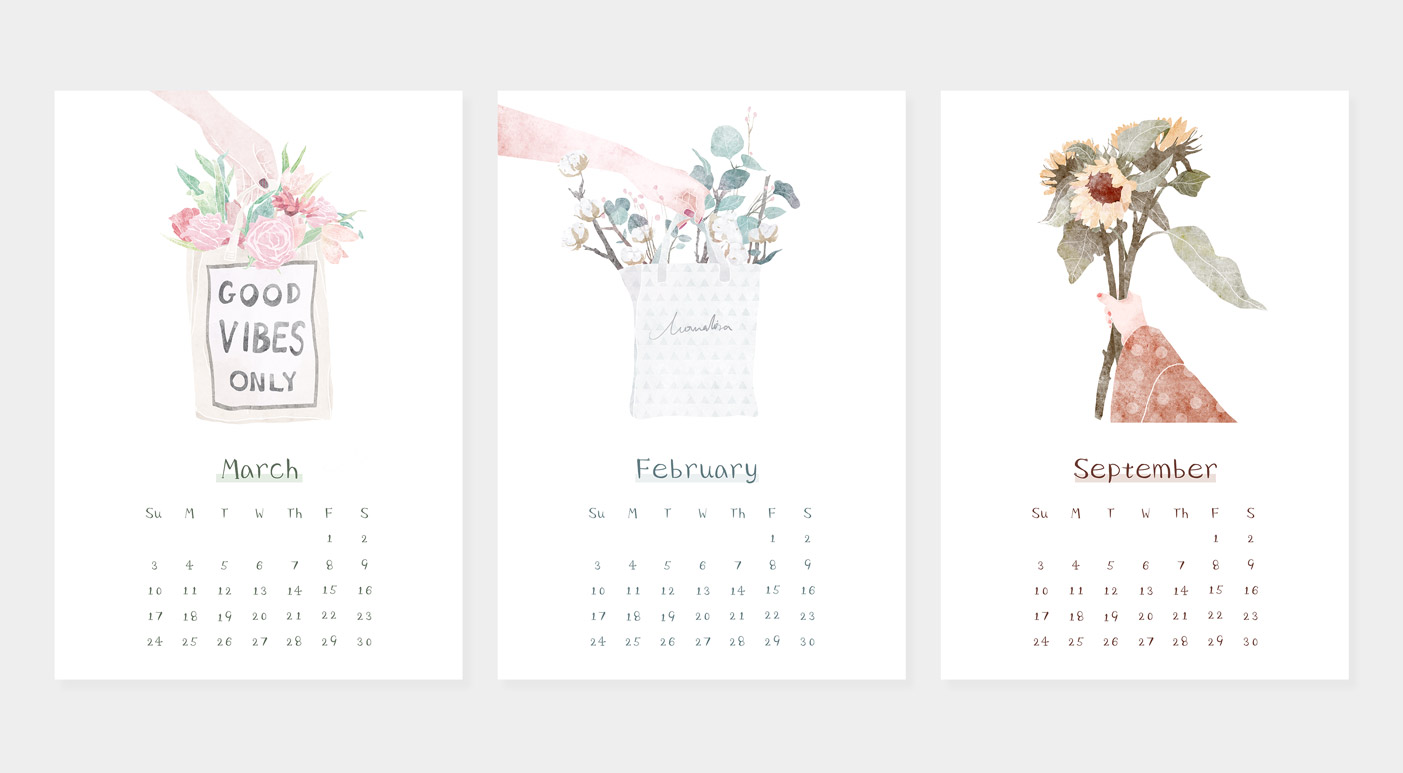 GOOD
VIBES
ONLY
March
Su M T W Th F S
1 2
3 4 5 6 7 8 9
10 11 12 13 14 15 16
17 18 19 20 21 22 23
24 25 26 27 28 29 30
February
Su M T W Th F S
1 2
3 4 5 6 7 8 9
10 11 12 13 14 15 16
17 18 19 20 21 22 23
24 25 26 27 28 29 30
September
Su M T W Th F S
1 2
3 4 5 6 7 8 9
10 11 12 13 14 15 16
17 18 19 20 21 22 23
24 25 26 27 28 29 30